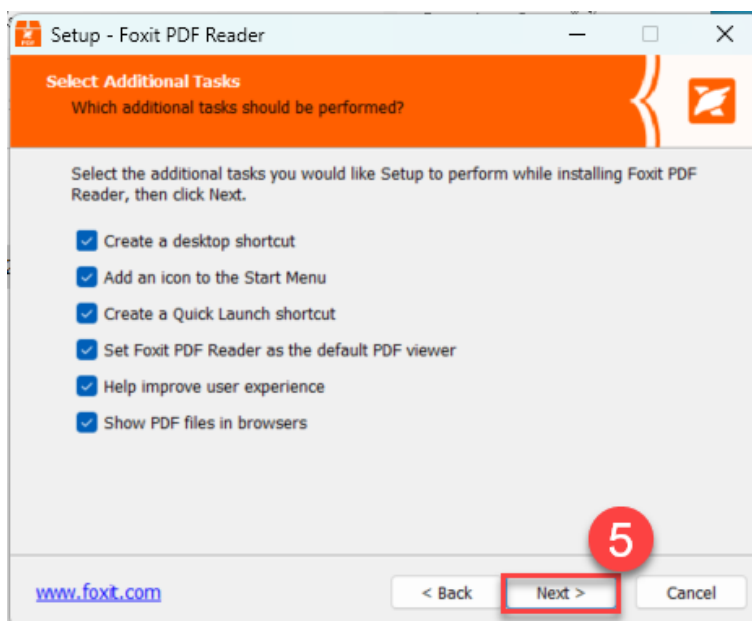 Setup - Foxit PDF Reader
Select Additional Tasks
Which additional tasks should be performed?
Select the additional tasks you would like Setup to perform while installing Foxit PDF
Reader, then click Next.
Create a desktop shortcut
Add an icon to the Start Menu
Create a Quick Launch shortcut
Set Foxit PDF Reader as the default PDF viewer
Help improve user experience
Show PDF files in browsers
5
www.foxit.com
< Back
Next >
Cancel